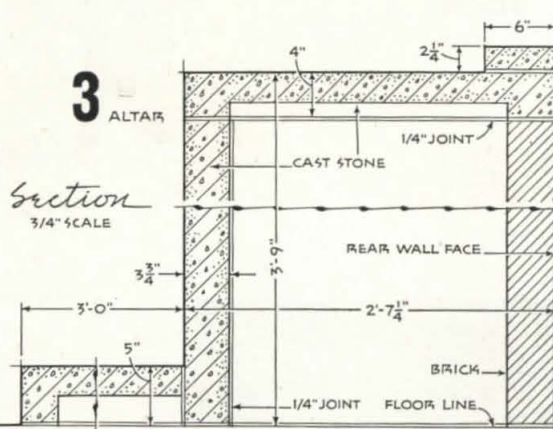 6"
2 1/4"
4"
3 ALTAR
1/4" JOINT
CAST STONE
Section
3/4" SCALE
REAR WALL FACE
3 3/4"
3'-9"
3'-0"
2'-7 1/4"
5"
BRICK
1/4" JOINT FLOOR LINE